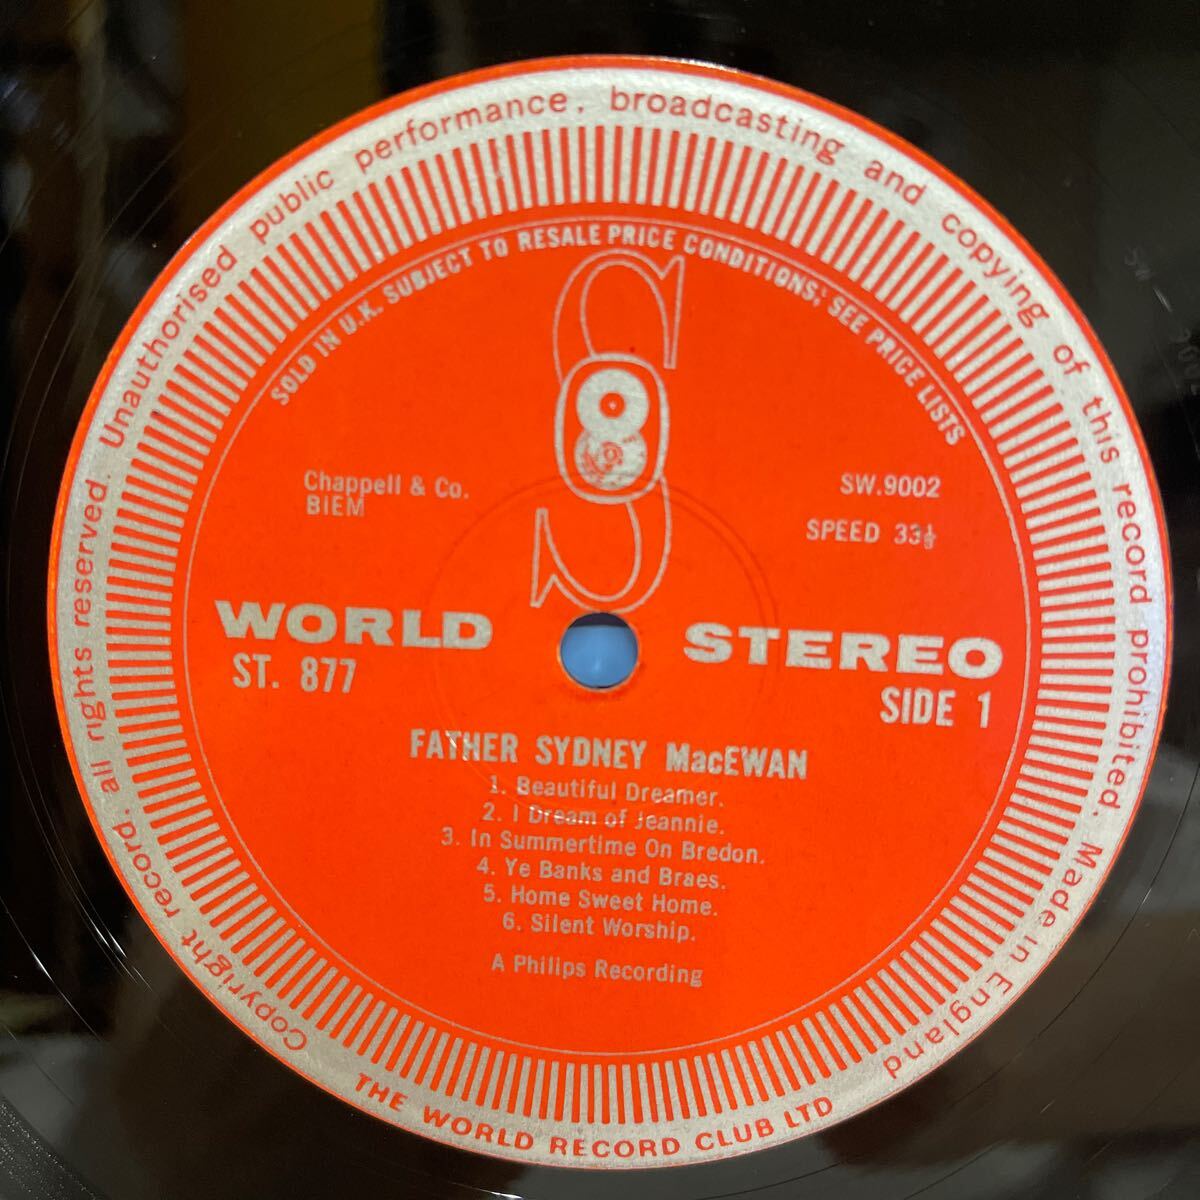 Copyright record. all rights reserved. Unauthorised public performance, broadcasting and copying of this record prohibited. Made in England
SOLD IN U.K. SUBJECT TO RESALE PRICE CONDITIONS; SEE PRICE LISTS
Chappell & Co.
BIEM
SW.9002
SPEED 33⅓
WORLD STEREO
ST. 877
SIDE 1
FATHER SYDNEY MacEWAN
1. Beautiful Dreamer.
2. I Dream of Jeannie.
3. In Summertime On Bredon.
4. Ye Banks and Braes.
5. Home Sweet Home.
6. Silent Worship.
A Philips Recording
THE WORLD RECORD CLUB LTD